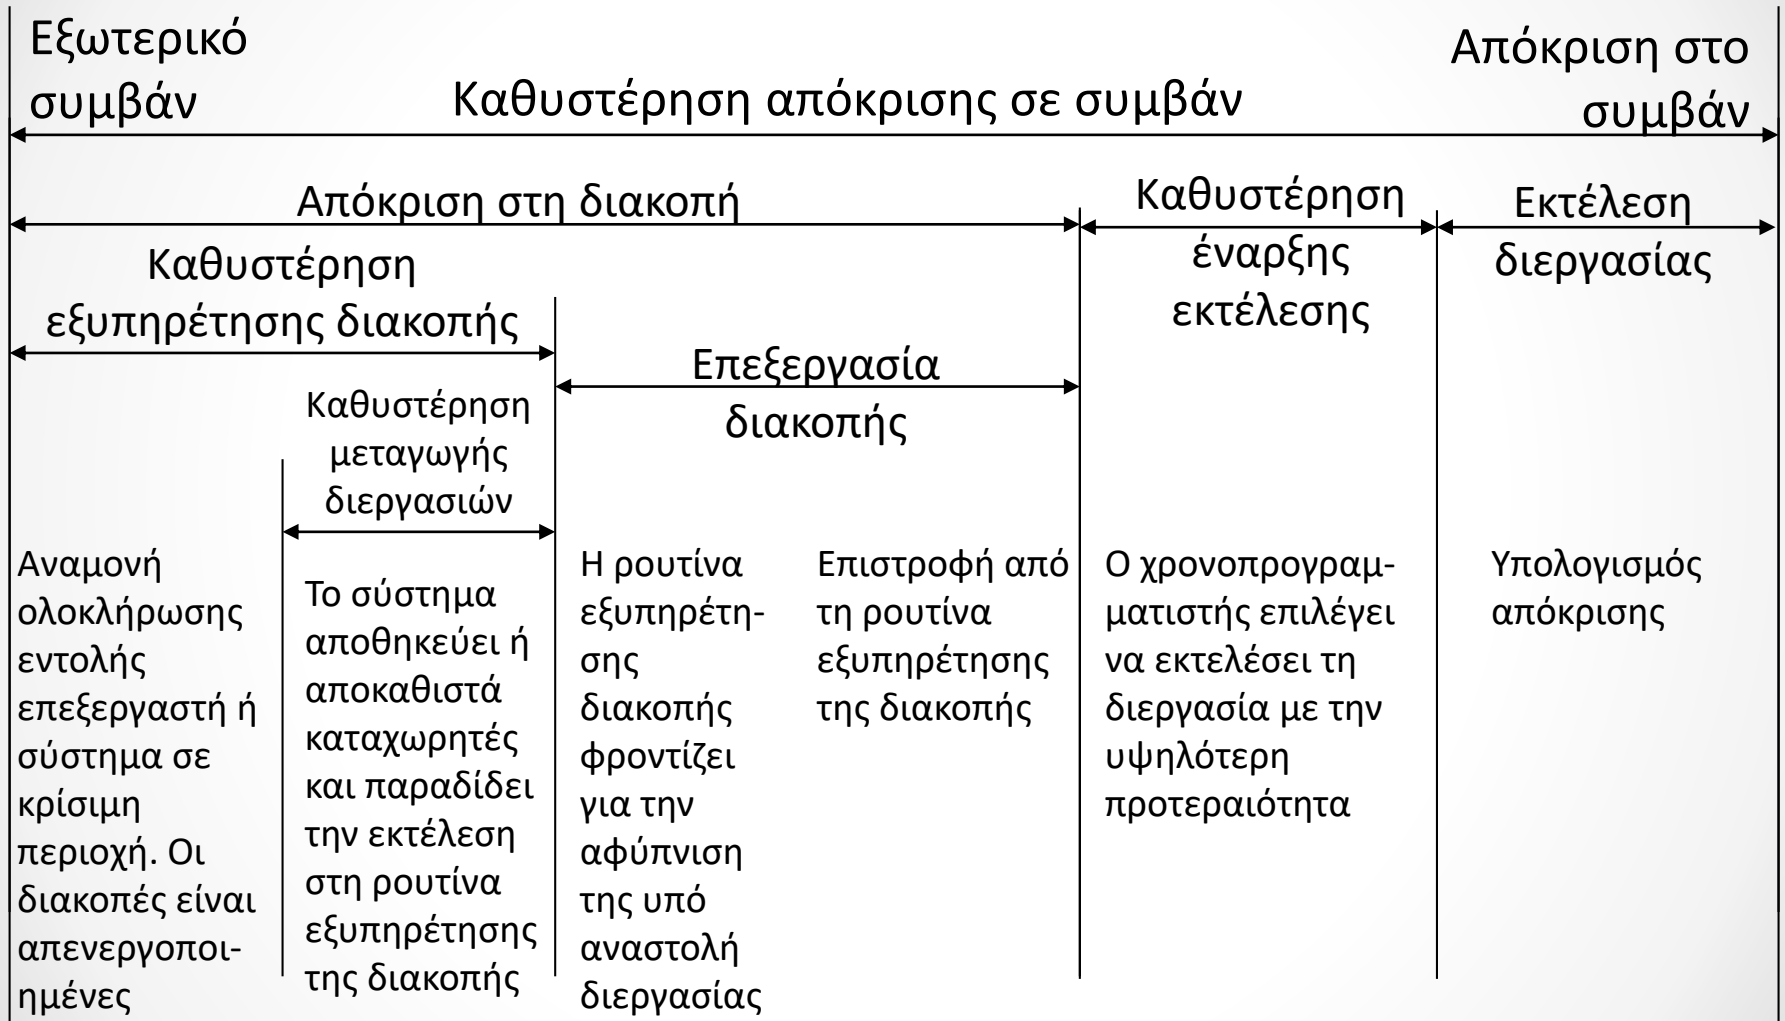 Εξωτερικό
συμβάν
Καθυστέρηση απόκρισης σε συμβάν
Απόκριση στο
συμβάν
Απόκριση στη διακοπή
Καθυστέρηση
έναρξης
εκτέλεσης
Εκτέλεση
διεργασίας
Καθυστέρηση
εξυπηρέτησης διακοπής
Επεξεργασία
διακοπής
Καθυστέρηση
μεταγωγής
διεργασιών
Αναμονή
ολοκλήρωσης
εντολής
επεξεργαστή ή
σύστημα σε
κρίσιμη
περιοχή. Οι
διακοπές είναι
απενεργοποι-
ημένες
Το σύστημα
αποθηκεύει ή
αποκαθιστά
καταχωρητές
και παραδίδει
την εκτέλεση
στη ρουτίνα
εξυπηρέτησης
της διακοπής
Η ρουτίνα
εξυπηρέτη-
σης
διακοπής
φροντίζει
για την
αφύπνιση
της υπό
αναστολή
διεργασίας
Επιστροφή από
τη ρουτίνα
εξυπηρέτησης
της διακοπής
Ο χρονοπρογραμ-
ματιστής επιλέγει
να εκτελέσει τη
διεργασία με την
υψηλότερη
προτεραιότητα
Υπολογισμός
απόκρισης